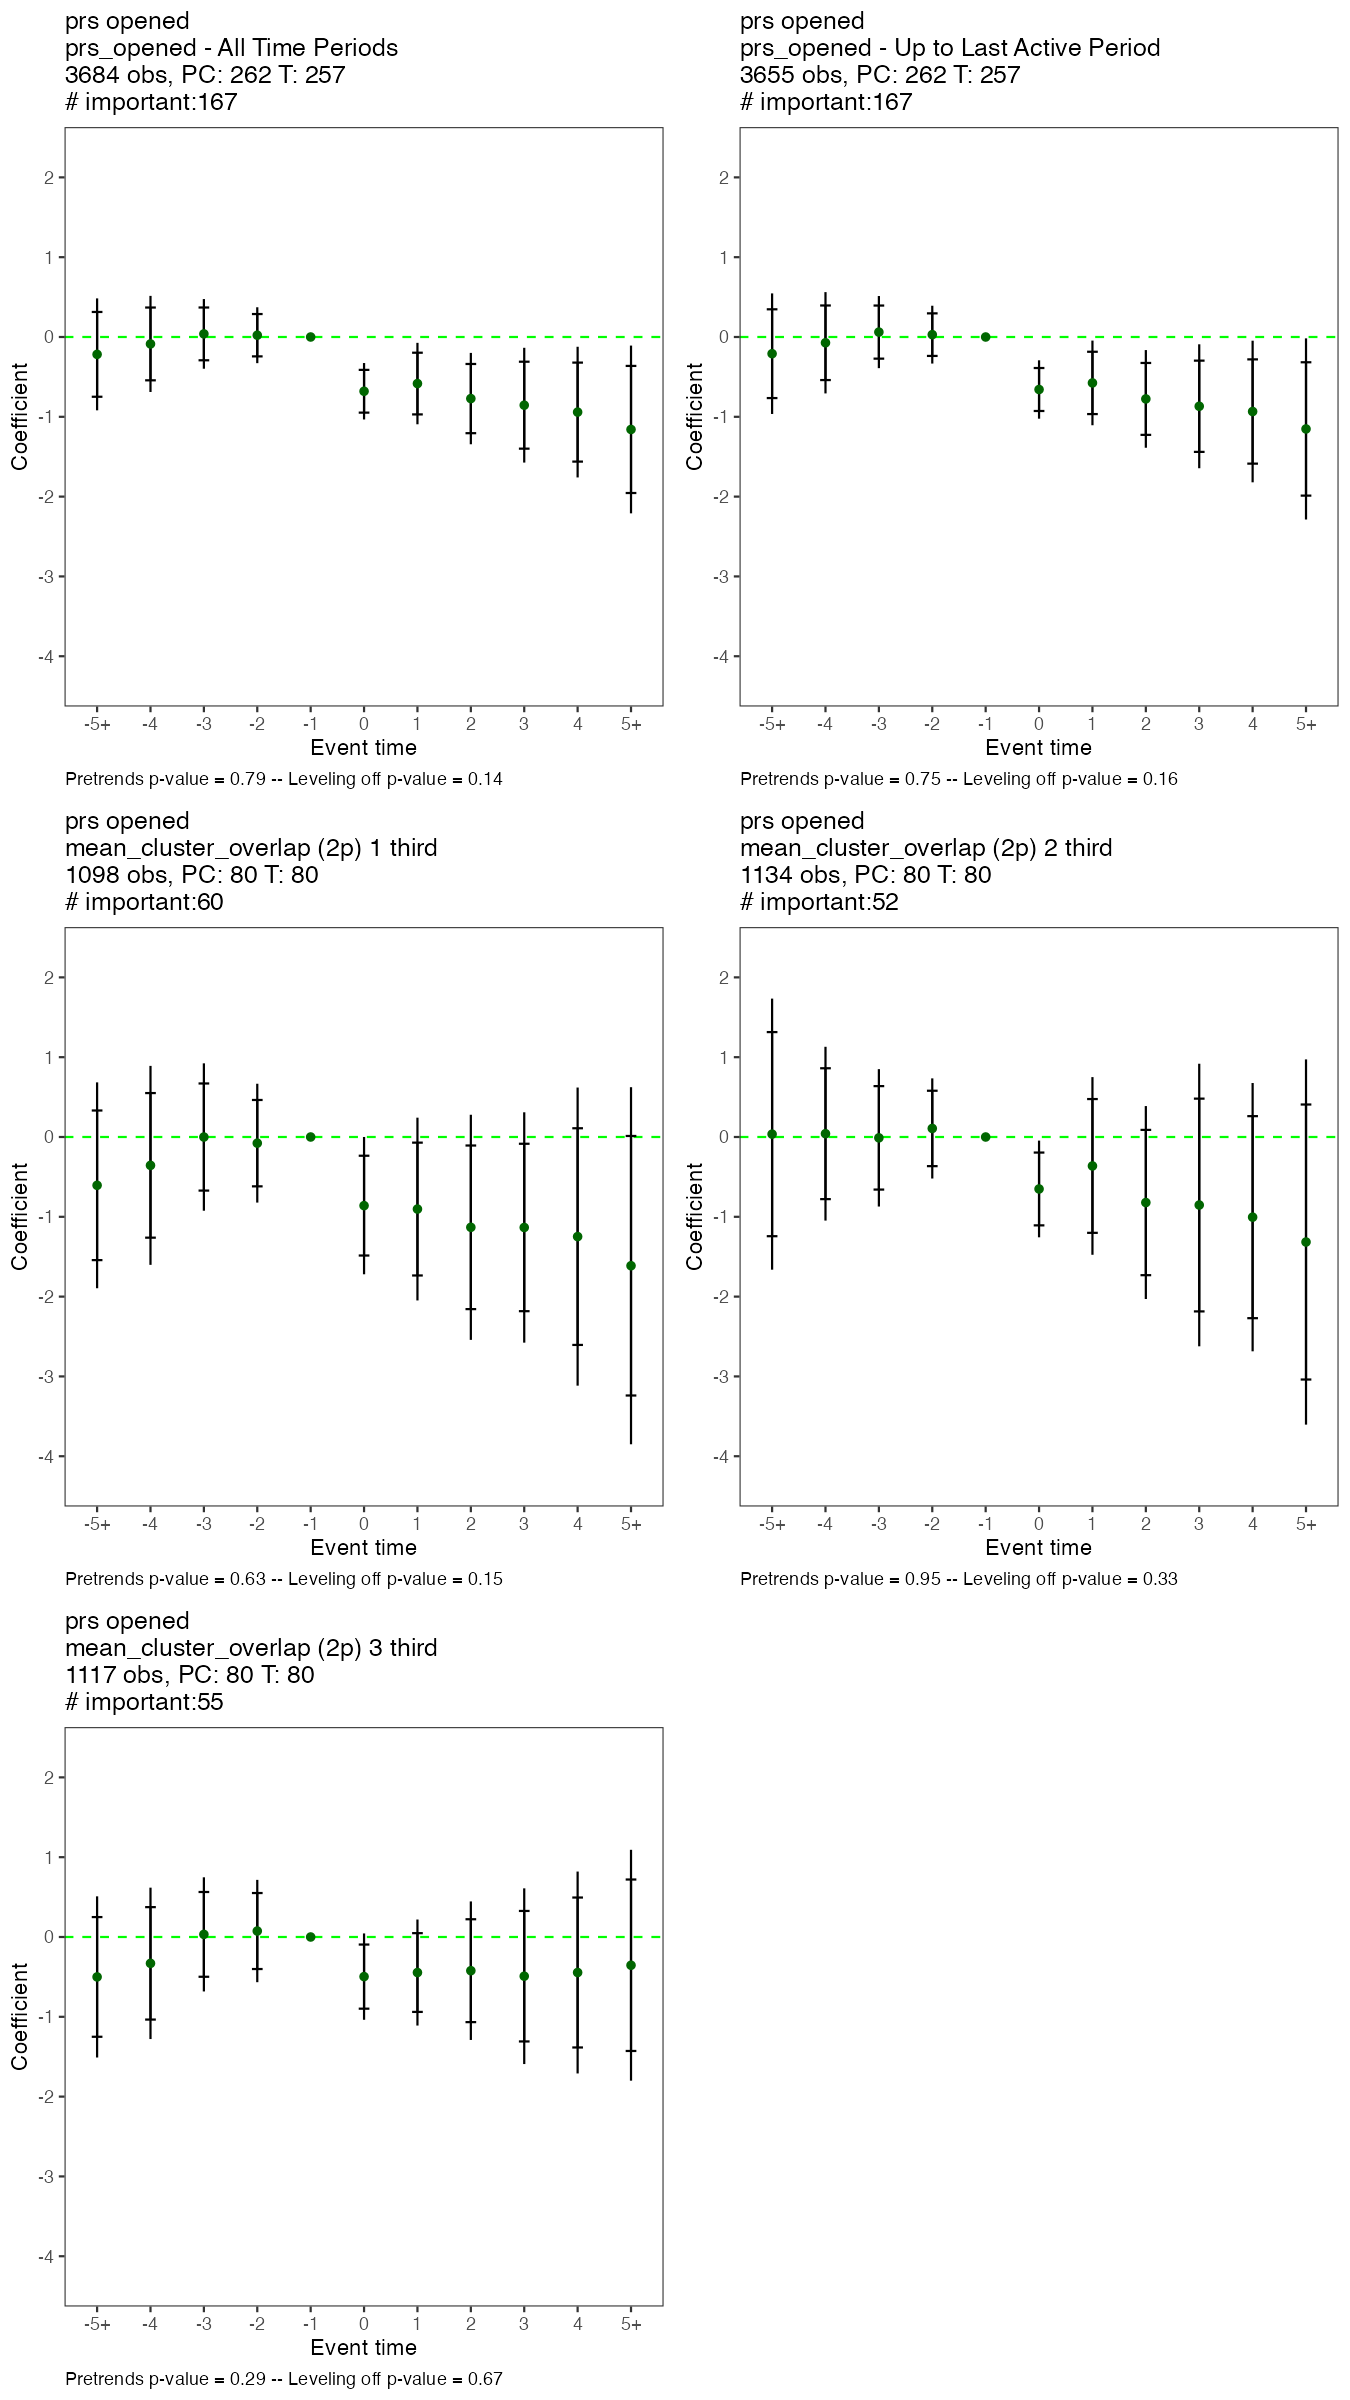 prs opened
prs_opened - All Time Periods
3684 obs, PC: 262 T: 257
# important:167
2
1
0
-1
-2
-3
-4
Coefficient
-5+ -4 -3 -2 -1 0 1 2 3 4 5+
Event time
Pretrends p-value = 0.79 -- Leveling off p-value = 0.14
prs opened
prs_opened - Up to Last Active Period
3655 obs, PC: 262 T: 257
# important:167
2
1
0
-1
-2
-3
-4
Coefficient
-5+ -4 -3 -2 -1 0 1 2 3 4 5+
Event time
Pretrends p-value = 0.75 -- Leveling off p-value = 0.16
prs opened
mean_cluster_overlap (2p) 1 third
1098 obs, PC: 80 T: 80
# important:60
2
1
0
-1
-2
-3
-4
Coefficient
-5+ -4 -3 -2 -1 0 1 2 3 4 5+
Event time
Pretrends p-value = 0.63 -- Leveling off p-value = 0.15
prs opened
mean_cluster_overlap (2p) 2 third
1134 obs, PC: 80 T: 80
# important:52
2
1
0
-1
-2
-3
-4
Coefficient
-5+ -4 -3 -2 -1 0 1 2 3 4 5+
Event time
Pretrends p-value = 0.95 -- Leveling off p-value = 0.33
prs opened
mean_cluster_overlap (2p) 3 third
1117 obs, PC: 80 T: 80
# important:55
2
1
0
-1
-2
-3
-4
Coefficient
-5+ -4 -3 -2 -1 0 1 2 3 4 5+
Event time
Pretrends p-value = 0.29 -- Leveling off p-value = 0.67